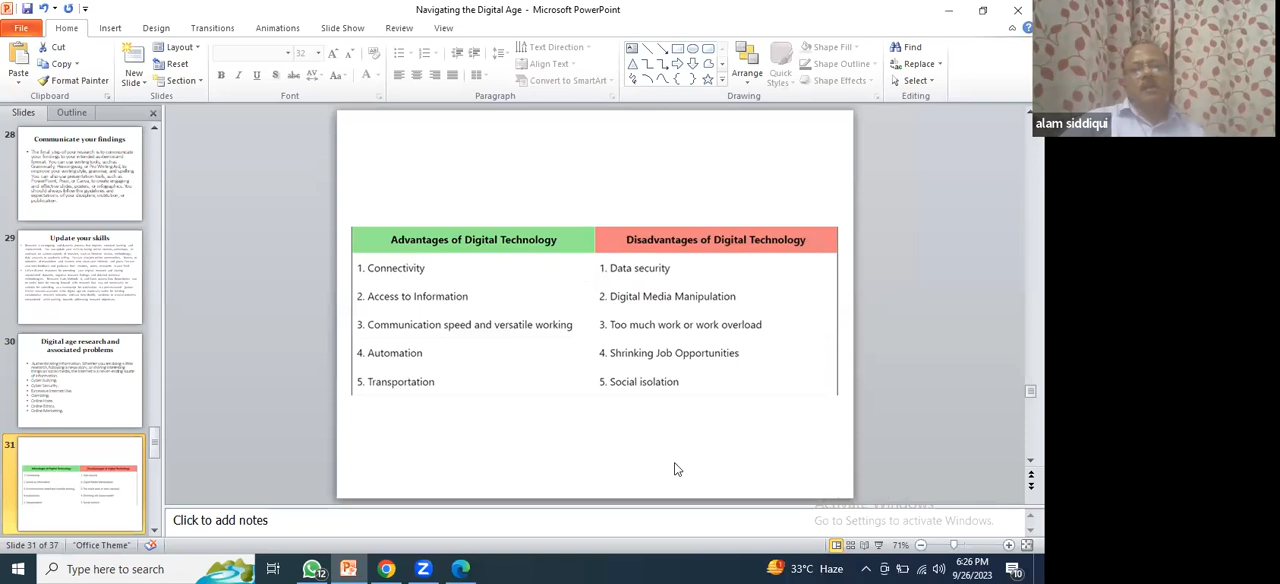 Navigating the Digital Age - Microsoft PowerPoint
File Home Insert Design Transitions Animations Slide Show Review View
Paste
Cut
Copy
Format Painter
Clipboard
New Slide
Layout
Reset
Section
Slides
32
Font
Text Direction
Align Text
Convert to SmartArt
Paragraph
Arrange
Quick Styles
Shape Fill
Shape Outline
Shape Effects
Drawing
Find
Replace
Select
Editing
alam siddiqui
Slides Outline
28
Communicate your findings
29
Update your skills
30
Digital age research and
associated problems
31
Advantages of Digital Technology Disadvantages of Digital Technology
1. Connectivity 1. Data security
2. Access to Information 2. Digital Media Manipulation
3. Communication speed and versatile working 3. Too much work or work overload
4. Automation 4. Shrinking Job Opportunities
5. Transportation 5. Social isolation
Click to add notes
Activate Windows
Go to Settings to activate Windows.
Slide 31 of 37 "Office Theme" 71%
Type here to search
12
33°C Haze
6:26 PM
9/26/2023
10